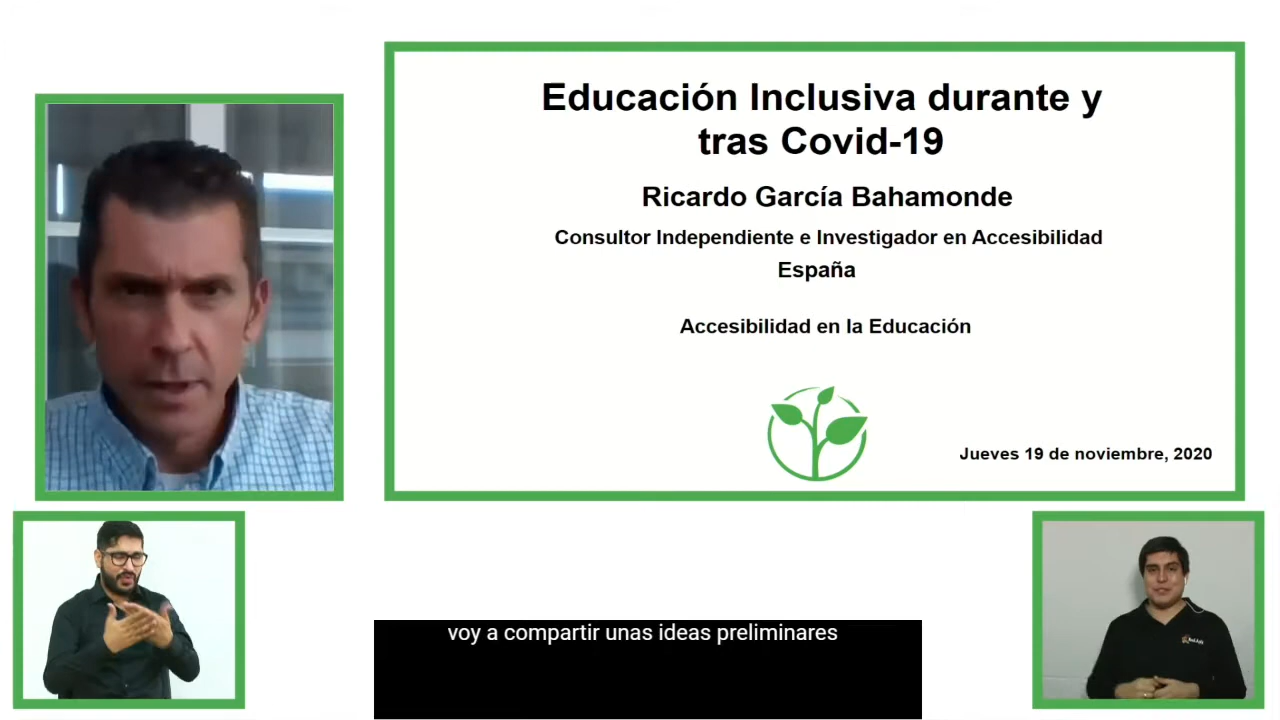 Educación Inclusiva durante y
tras Covid-19
Ricardo García Bahamonde
Consultor Independiente e Investigador en Accesibilidad
España
Accesibilidad en la Educación
Jueves 19 de noviembre, 2020
voy a compartir unas ideas preliminares